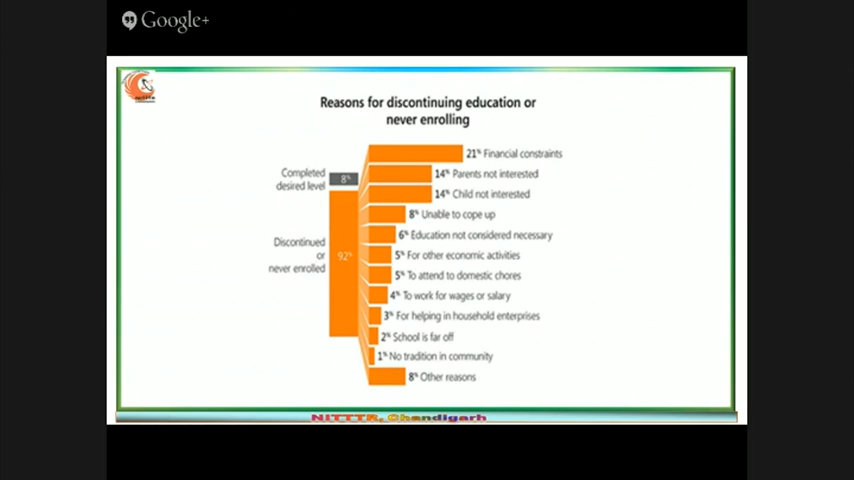 Google+
NITTTR
Reasons for discontinuing education or
never enrolling
Completed
desired level
8%
Discontinued
or
never enrolled
92%
21% Financial constraints
14% Parents not interested
14% Child not interested
8% Unable to cope up
6% Education not considered necessary
5% For other economic activities
5% To attend to domestic chores
4% To work for wages or salary
3% For helping in household enterprises
2% School is far off
1% No tradition in community
8% Other reasons
NITTTR, Chandigarh